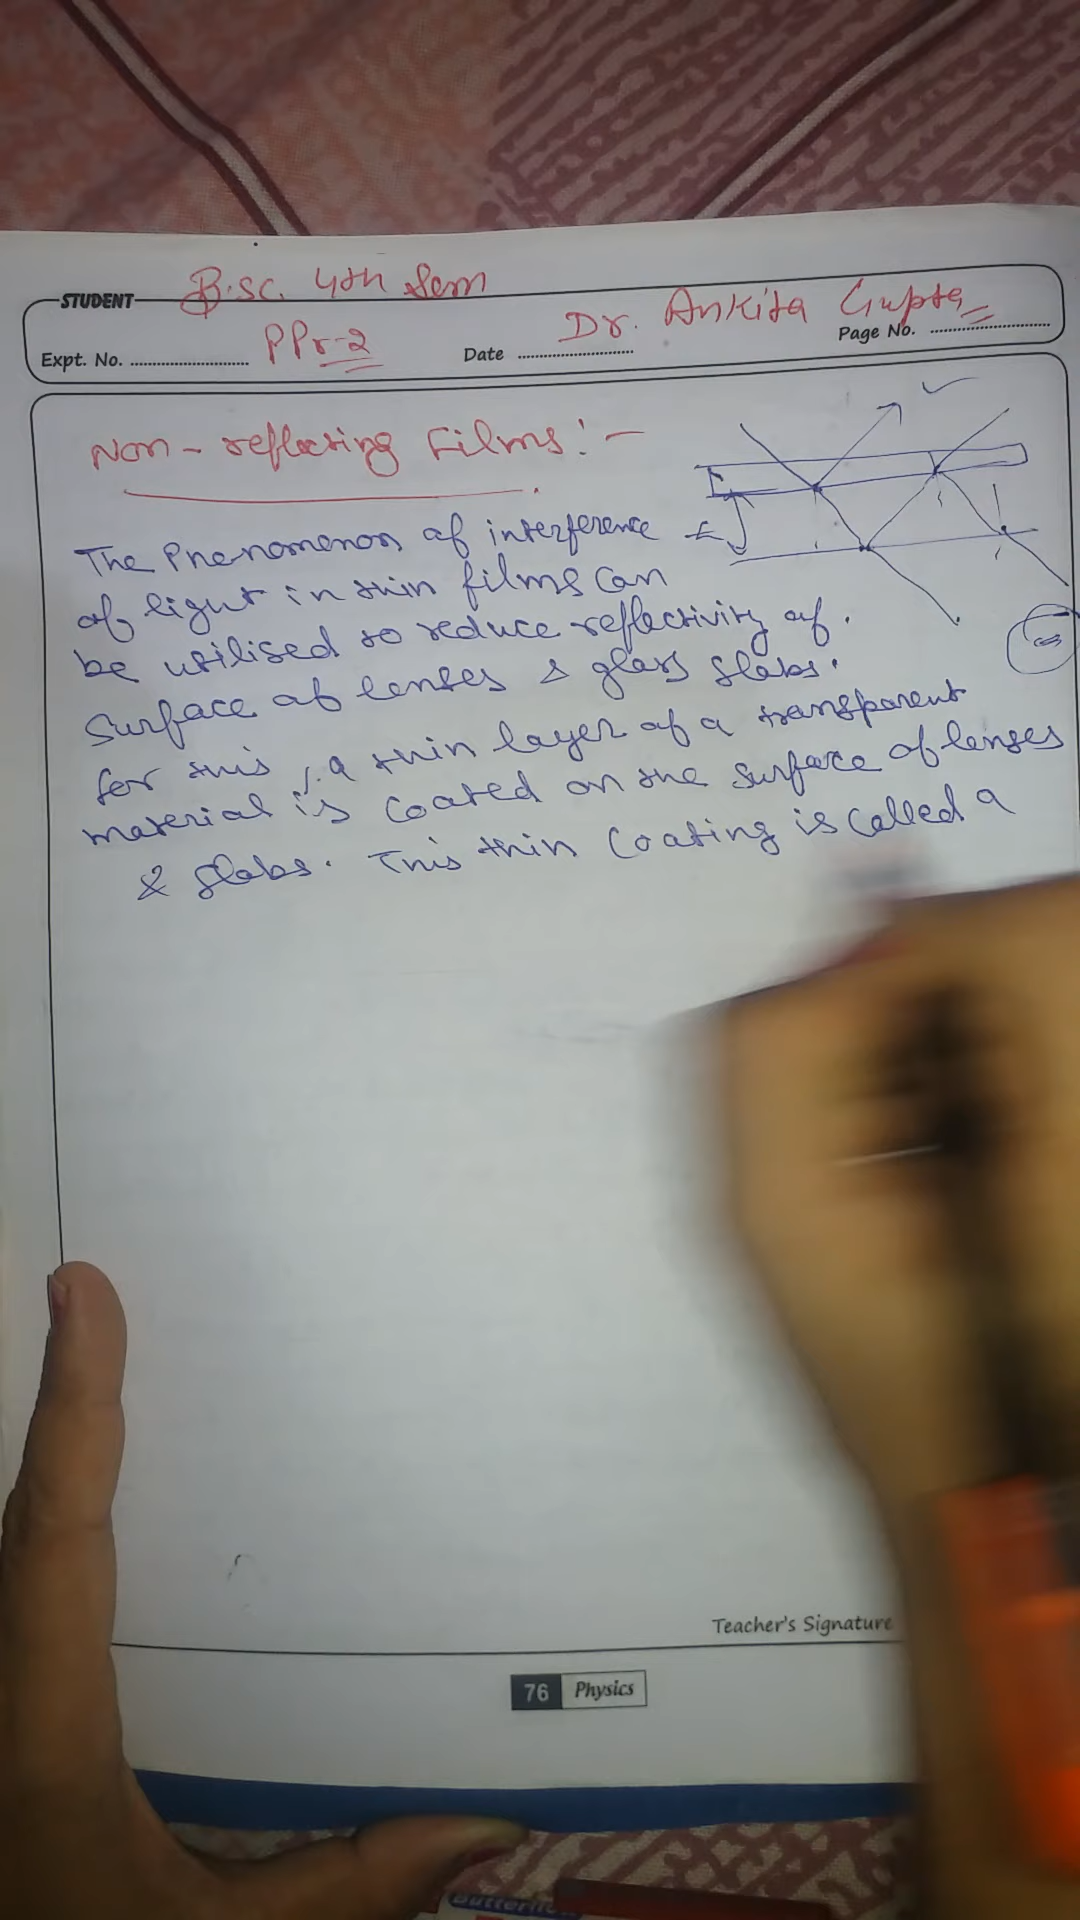 B.sc. 4th Sem
STUDENT
Dr. Ankita Gupta
PPr-2
Expt. No. ........................ Date ........................ Page No. ........................
Non-reflecting Films:-
The Phenomenon of interference
t
of light in thin films can
be utilised to reduce reflectivity of.
Surface of lenses & glass slabs.
for this, a thin layer of a transparent
material is coated on the surface of lenses
& slabs. This thin Coating is called a
Teacher's Signature
76 Physics
Butterflow